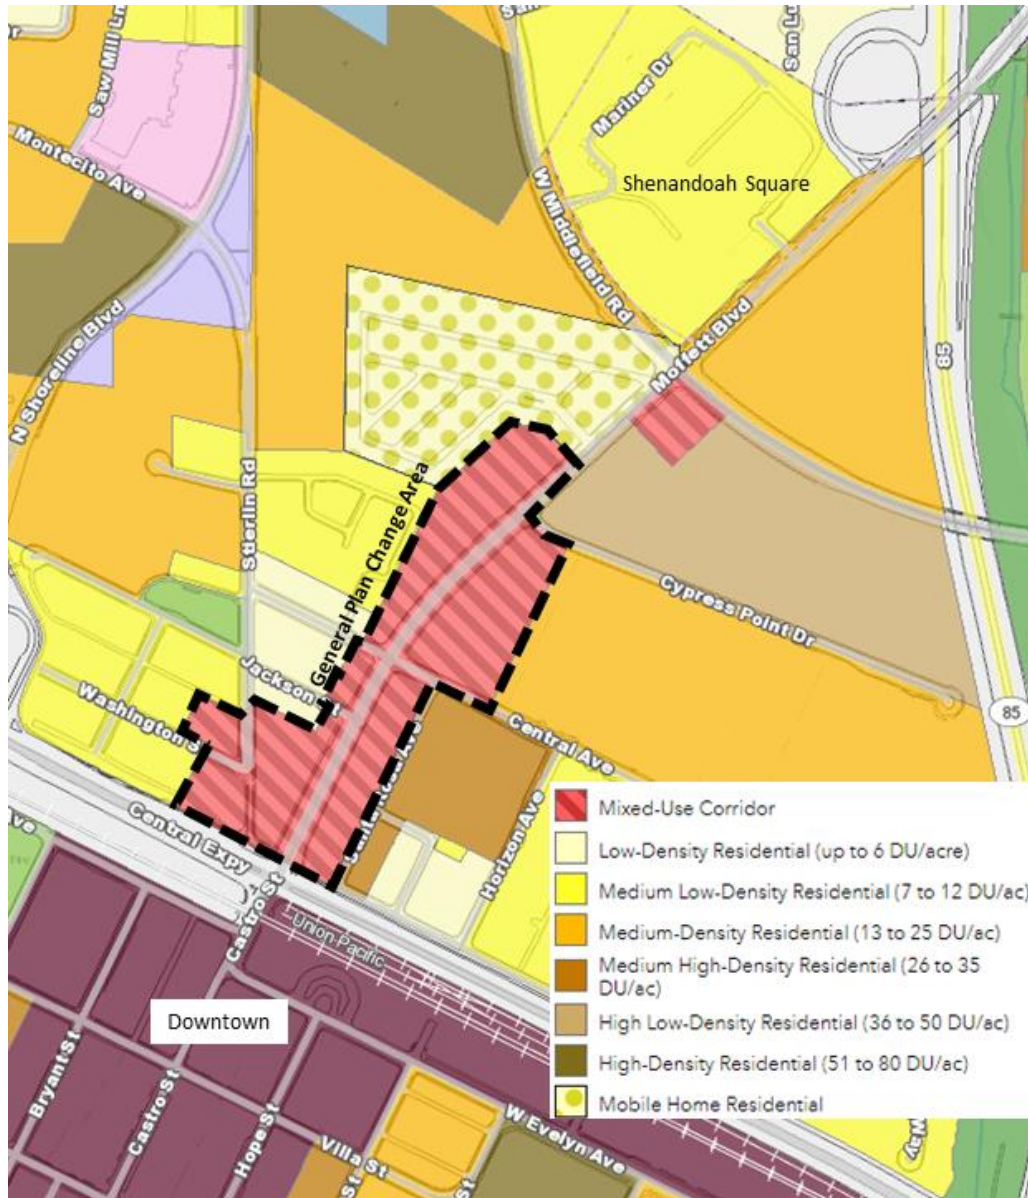 Saw Mill Ln
Montecito Ave
San Lu
Mariner Dr
Shenandoah Square
W Middlefield Rd
N Shoreline Blvd
Moffett Blvd
85
Stierlin Rd
General Plan Change Area
Cypress Point Dr
85
Jackson St
Washington S
Central Ave
Central Expy
Horizon Ave
Ave
Castro St
Union Pacific
Downtown
Bryant St
Castro St
Hope St
Villa St
W Evelyn Ave
St
St
Way
Mixed-Use Corridor
Low-Density Residential (up to 6 DU/acre)
Medium Low-Density Residential (7 to 12 DU/ac)
Medium-Density Residential (13 to 25 DU/ac)
Medium High-Density Residential (26 to 35
DU/ac)
High Low-Density Residential (36 to 50 DU/ac)
High-Density Residential (51 to 80 DU/ac)
Mobile Home Residential